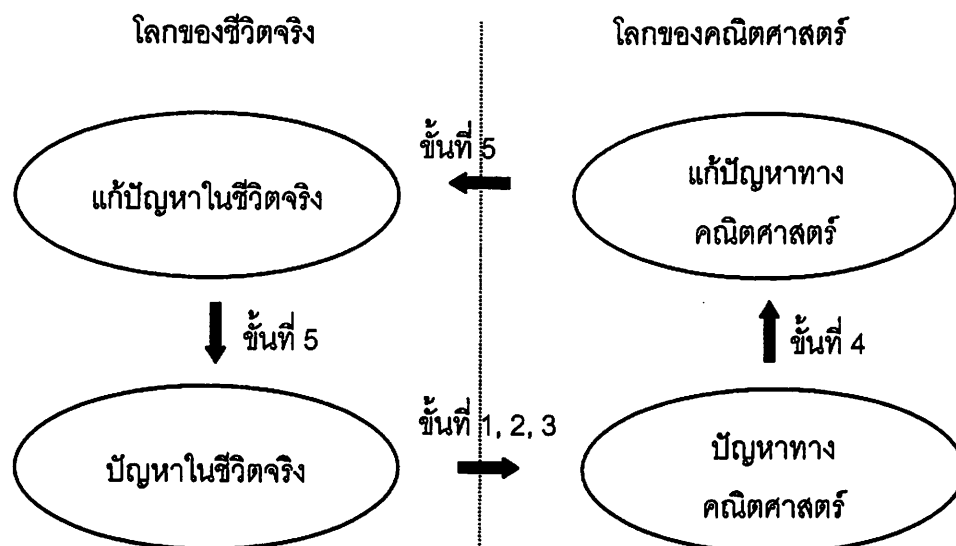 โลกของชีวิตจริง
โลกของคณิตศาสตร์
ขั้นที่ 5
แก้ปัญหาในชีวิตจริง
แก้ปัญหาทาง
คณิตศาสตร์
ขั้นที่ 5
ขั้นที่ 4
ขั้นที่ 1, 2, 3
ปัญหาในชีวิตจริง
ปัญหาทาง
คณิตศาสตร์